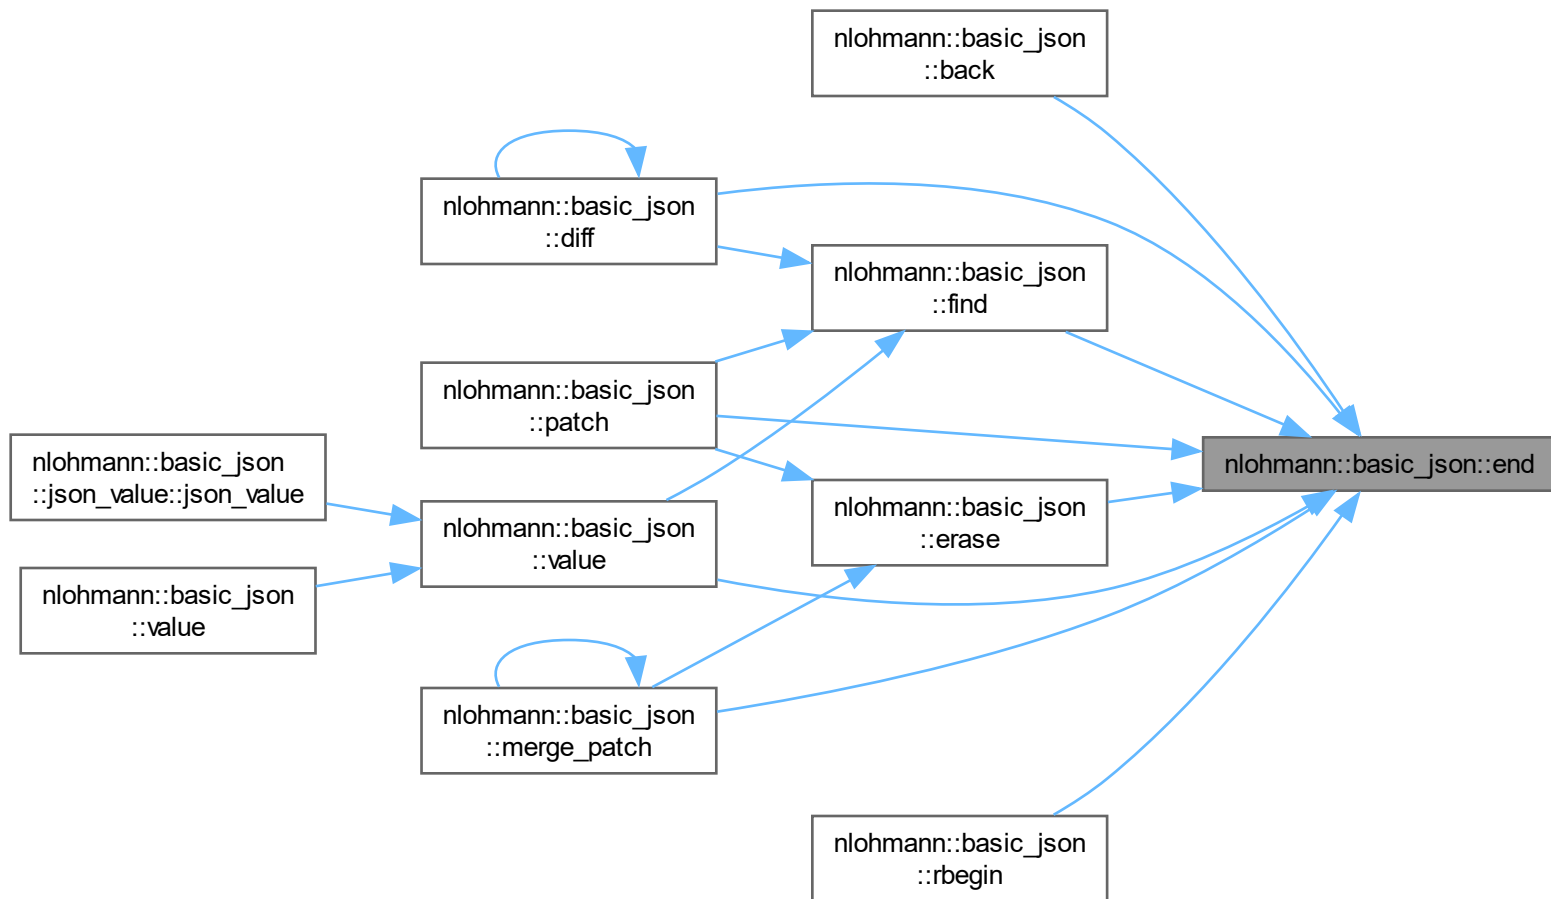 nlohmann::basic_json
::back
nlohmann::basic_json
::diff
nlohmann::basic_json
::find
nlohmann::basic_json
::patch
nlohmann::basic_json
::json_value::json_value
nlohmann::basic_json::end
nlohmann::basic_json
::erase
nlohmann::basic_json
::value
nlohmann::basic_json
::value
nlohmann::basic_json
::merge_patch
nlohmann::basic_json
::rbegin